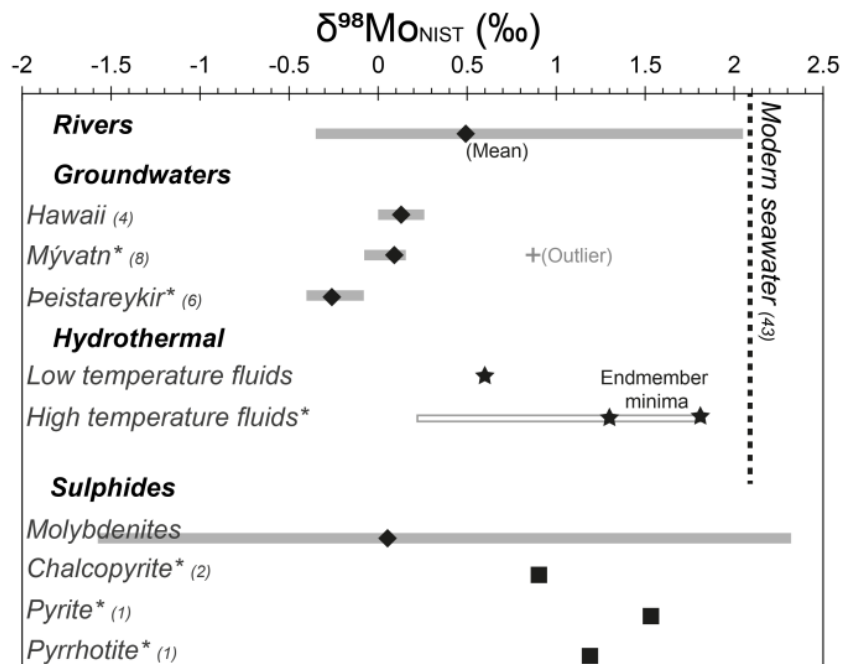 δ⁹⁸Mo_NIST (‰)
-2 -1.5 -1 -0.5 0 0.5 1 1.5 2 2.5
Rivers
(Mean)
Groundwaters
Hawaii (4)
Mývatn* (8)
+(Outlier)
Þeistareykir* (6)
Hydrothermal
Low temperature fluids
Endmember
minima
High temperature fluids*
Modern seawater (43)
Sulphides
Molybdenites
Chalcopyrite* (2)
Pyrite* (1)
Pyrrhotite* (1)